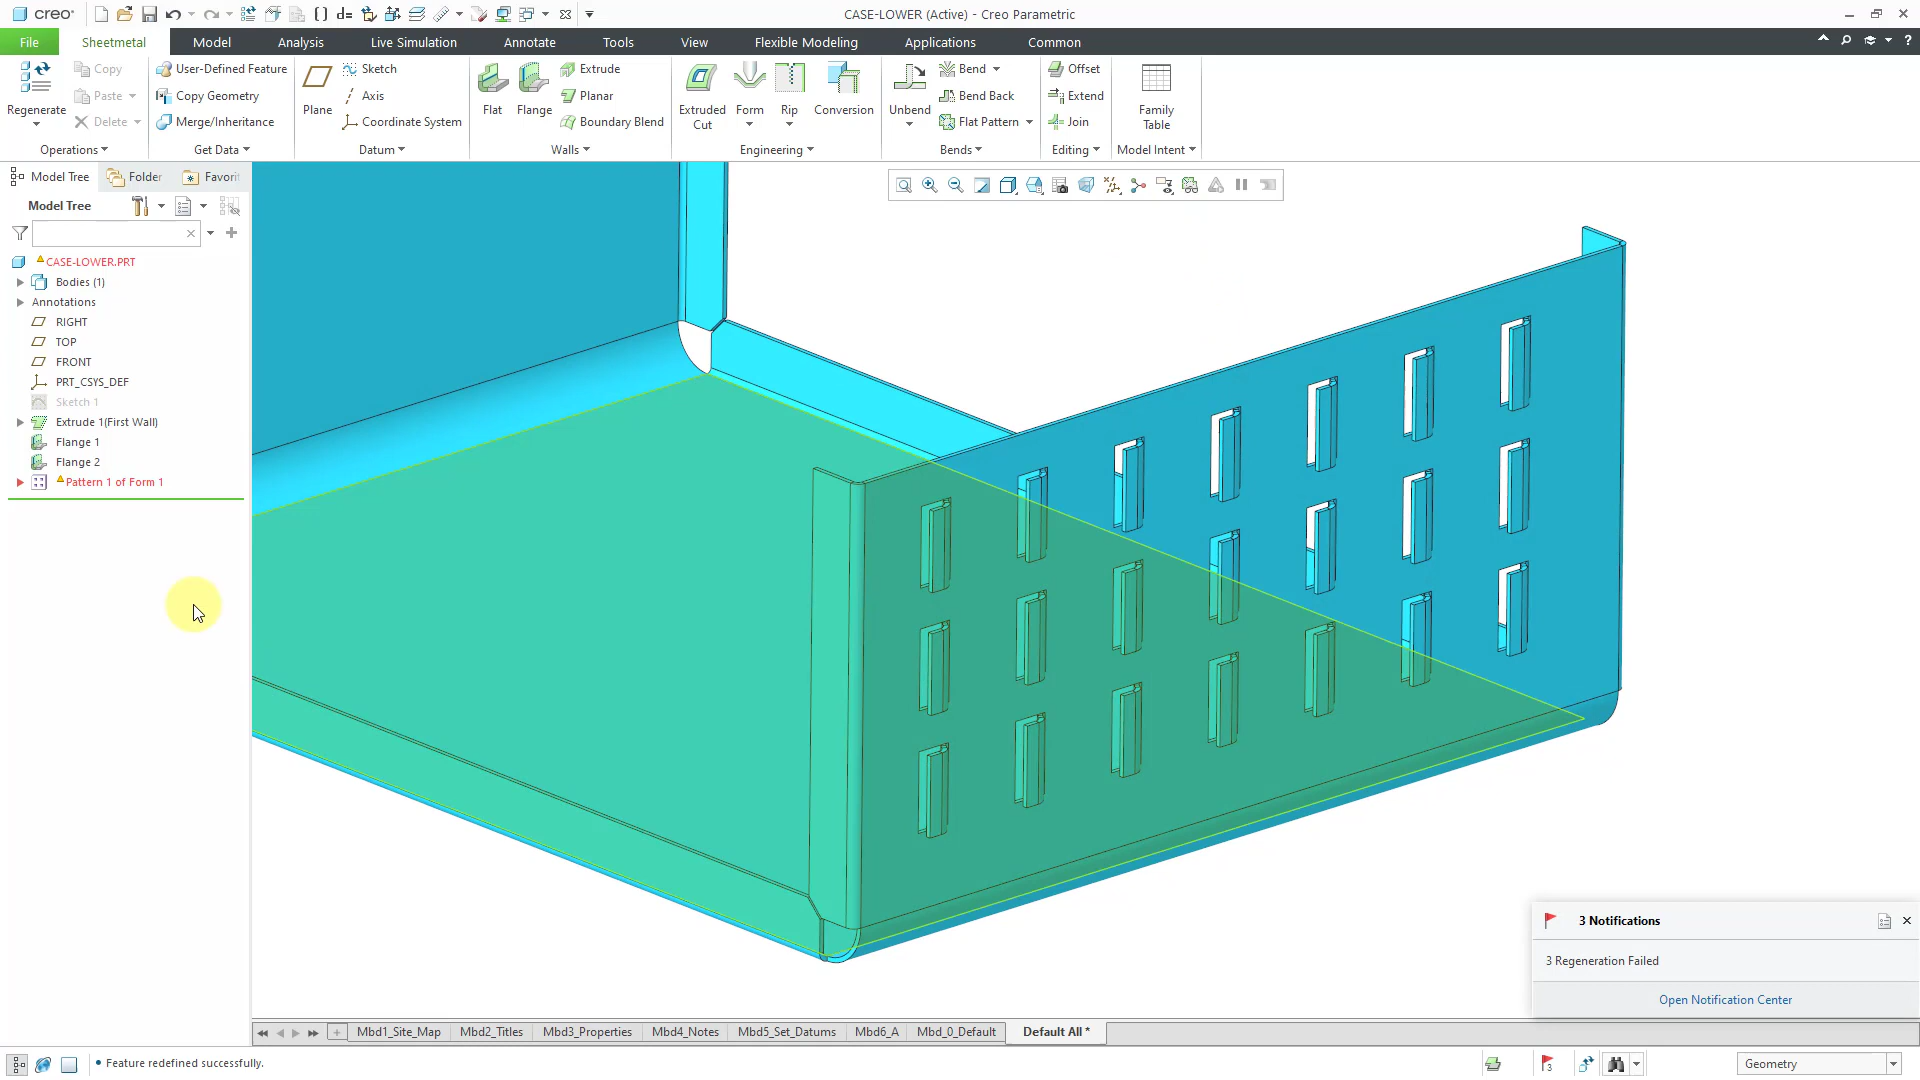 creo
CASE-LOWER (Active) - Creo Parametric
File Sheetmetal Model Analysis Live Simulation Annotate Tools View Flexible Modeling Applications Common
Regenerate
Copy
Paste
Delete
Operations
User-Defined Feature
Copy Geometry
Merge/Inheritance
Get Data
Plane
Sketch
Axis
Coordinate System
Datum
Flat
Flange
Extrude
Planar
Boundary Blend
Walls
Extruded
Cut
Form
Rip
Conversion
Engineering
Unbend
Bend
Bend Back
Flat Pattern
Bends
Offset
Extend
Join
Editing
Family
Table
Model Intent
Model Tree Folder Favorit
Model Tree
CASE-LOWER.PRT
Bodies (1)
Annotations
RIGHT
TOP
FRONT
PRT_CSYS_DEF
Sketch 1
Extrude 1(First Wall)
Flange 1
Flange 2
Pattern 1 of Form 1
3 Notifications
3 Regeneration Failed
Open Notification Center
Mbd1_Site_Map Mbd2_Titles Mbd3_Properties Mbd4_Notes Mbd5_Set_Datums Mbd6_A Mbd_0_Default Default All *
• Feature redefined successfully.
3
Geometry